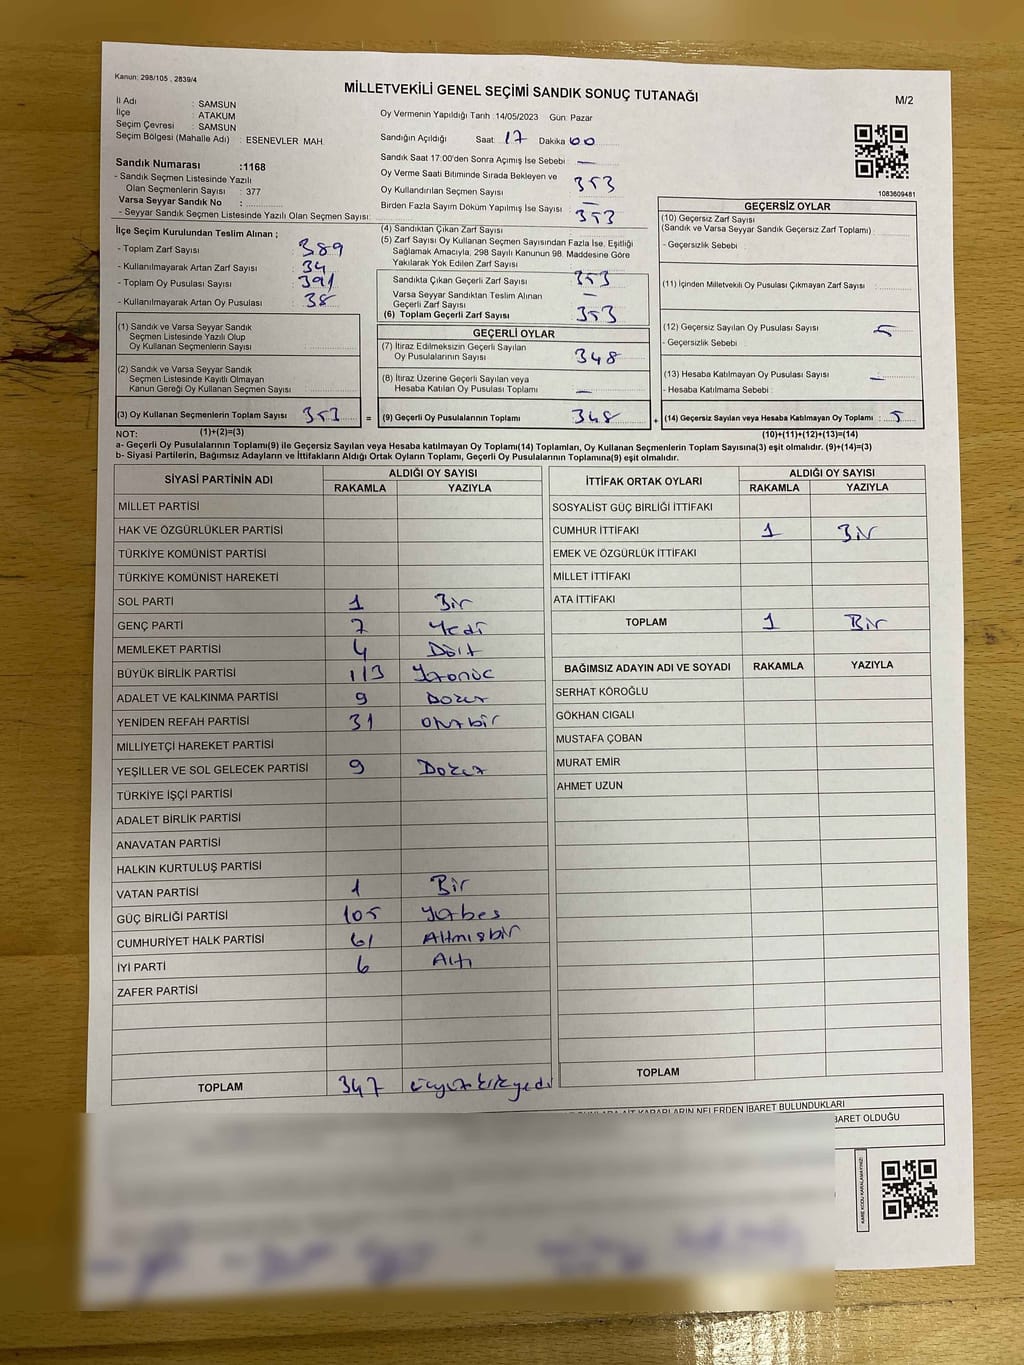 Kanun: 298/105 , 2839/4
MİLLETVEKİLİ GENEL SEÇİMİ SANDIK SONUÇ TUTANAĞI
M/2
İl Adı : SAMSUN
İlçe : ATAKUM
Seçim Çevresi : SAMSUN
Seçim Bölgesi (Mahalle Adı) : ESENEVLER MAH.
Sandık Numarası :1168
- Sandık Seçmen Listesinde Yazılı
Olan Seçmenlerin Sayısı : 377
Varsa Seyyar Sandık No :
- Seyyar Sandık Seçmen Listesinde Yazılı Olan Seçmen Sayısı:
Oy Vermenin Yapıldığı Tarih :14/05/2023 Gün: Pazar
Sandığın Açıldığı Saat: 17 Dakika 00
Sandık Saat 17:00'den Sonra Açımış İse Sebebi : —
Oy Verme Saati Bitiminde Sırada Bekleyen ve
Oy Kullandırılan Seçmen Sayısı 353
Birden Fazla Sayım Döküm Yapılmış İse Sayısı : —
1083609481
İlçe Seçim Kurulundan Teslim Alınan ;
- Toplam Zarf Sayısı : 389
- Kullanılmayarak Artan Zarf Sayısı : 34
- Toplam Oy Pusulası Sayısı : 391
- Kullanılmayarak Artan Oy Pusulası : 38
(4) Sandıktan Çıkan Zarf Sayısı : 353
(5) Zarf Sayısı Oy Kullanan Seçmen Sayısından Fazla İse, Eşitliği
Sağlamak Amacıyla, 298 Sayılı Kanunun 98. Maddesine Göre
Yakılarak Yok Edilen Zarf Sayısı
Sandıkta Çıkan Geçerli Zarf Sayısı : 353
Varsa Seyyar Sandıktan Teslim Alınan
Geçerli Zarf Sayısı : —
(6) Toplam Geçerli Zarf Sayısı : 353
GEÇERSİZ OYLAR
(10) Geçersiz Zarf Sayısı
(Sandık ve Varsa Seyyar Sandık Geçersiz Zarf Toplamı) :
- Geçersizlik Sebebi :
(11) İçinden Milletvekili Oy Pusulası Çıkmayan Zarf Sayısı :
(12) Geçersiz Sayılan Oy Pusulası Sayısı : 5
- Geçersizlik Sebebi :
(13) Hesaba Katılmayan Oy Pusulası Sayısı : —
- Hesaba Katılmama Sebebi :
(14) Geçersiz Sayılan veya Hesaba Katılmayan Oy Toplamı : 5
(10)+(11)+(12)+(13)=(14)
(1) Sandık ve Varsa Seyyar Sandık
Seçmen Listesinde Yazılı Olup
Oy Kullanan Seçmenlerin Sayısı :
(2) Sandık ve Varsa Seyyar Sandık
Seçmen Listesinde Kayıtlı Olmayan
Kanun Gereği Oy Kullanan Seçmen Sayısı :
(3) Oy Kullanan Seçmenlerin Toplam Sayısı : 353 =
(1)+(2)=(3)
GEÇERLİ OYLAR
(7) İtiraz Edilmeksizin Geçerli Sayılan
Oy Pusulalarının Sayısı : 348
(8) İtiraz Üzerine Geçerli Sayılan veya
Hesaba Katılan Oy Pusulası Toplamı : —
(9) Geçerli Oy Pusulalarının Toplamı : 348 +
NOT:
a- Geçerli Oy Pusulalarının Toplamı(9) ile Geçersiz Sayılan veya Hesaba katılmayan Oy Toplamı(14) Toplamları, Oy Kullanan Seçmenlerin Toplam Sayısına(3) eşit olmalıdır. (9)+(14)=(3)
b- Siyasi Partilerin, Bağımsız Adayların ve İttifakların Aldığı Ortak Oyların Toplamı, Geçerli Oy Pusulalarının Toplamına(9) eşit olmalıdır.
SİYASİ PARTİNİN ADI ALDIĞI OY SAYISI
RAKAMLA YAZIYLA
MİLLET PARTİSİ
HAK VE ÖZGÜRLÜKLER PARTİSİ
TÜRKİYE KOMÜNİST PARTİSİ
TÜRKİYE KOMÜNİST HAREKETİ
SOL PARTİ 1 Bir
GENÇ PARTİ 7 Yedi
MEMLEKET PARTİSİ 4 Dört
BÜYÜK BİRLİK PARTİSİ 113 Yüzonüc
ADALET VE KALKINMA PARTİSİ 9 Dokuz
YENİDEN REFAH PARTİSİ 31 Otuzbir
MİLLİYETÇİ HAREKET PARTİSİ
YEŞİLLER VE SOL GELECEK PARTİSİ 9 Dokuz
TÜRKİYE İŞÇİ PARTİSİ
ADALET BİRLİK PARTİSİ
ANAVATAN PARTİSİ
HALKIN KURTULUŞ PARTİSİ
VATAN PARTİSİ 1 Bir
GÜÇ BİRLİĞİ PARTİSİ 105 Yüzbes
CUMHURİYET HALK PARTİSİ 61 Altmışbir
İYİ PARTİ 6 Altı
ZAFER PARTİSİ
TOPLAM 347 üçyüzkırkyedi
İTTİFAK ORTAK OYLARI ALDIĞI OY SAYISI
RAKAMLA YAZIYLA
SOSYALİST GÜÇ BİRLİĞİ İTTİFAKI
CUMHUR İTTİFAKI 1 Bir
EMEK VE ÖZGÜRLÜK İTTİFAKI
MİLLET İTTİFAKI
ATA İTTİFAKI
TOPLAM 1 Bir
BAĞIMSIZ ADAYIN ADI VE SOYADI RAKAMLA YAZIYLA
SERHAT KÖROĞLU
GÖKHAN CIGALI
MUSTAFA ÇOBAN
MURAT EMİR
AHMET UZUN
TOPLAM
KARARLARIN NELERDEN İBARET BULUNDUKLARI
İBARET OLDUĞU
KARE KODU KARALAMAYINIZ!